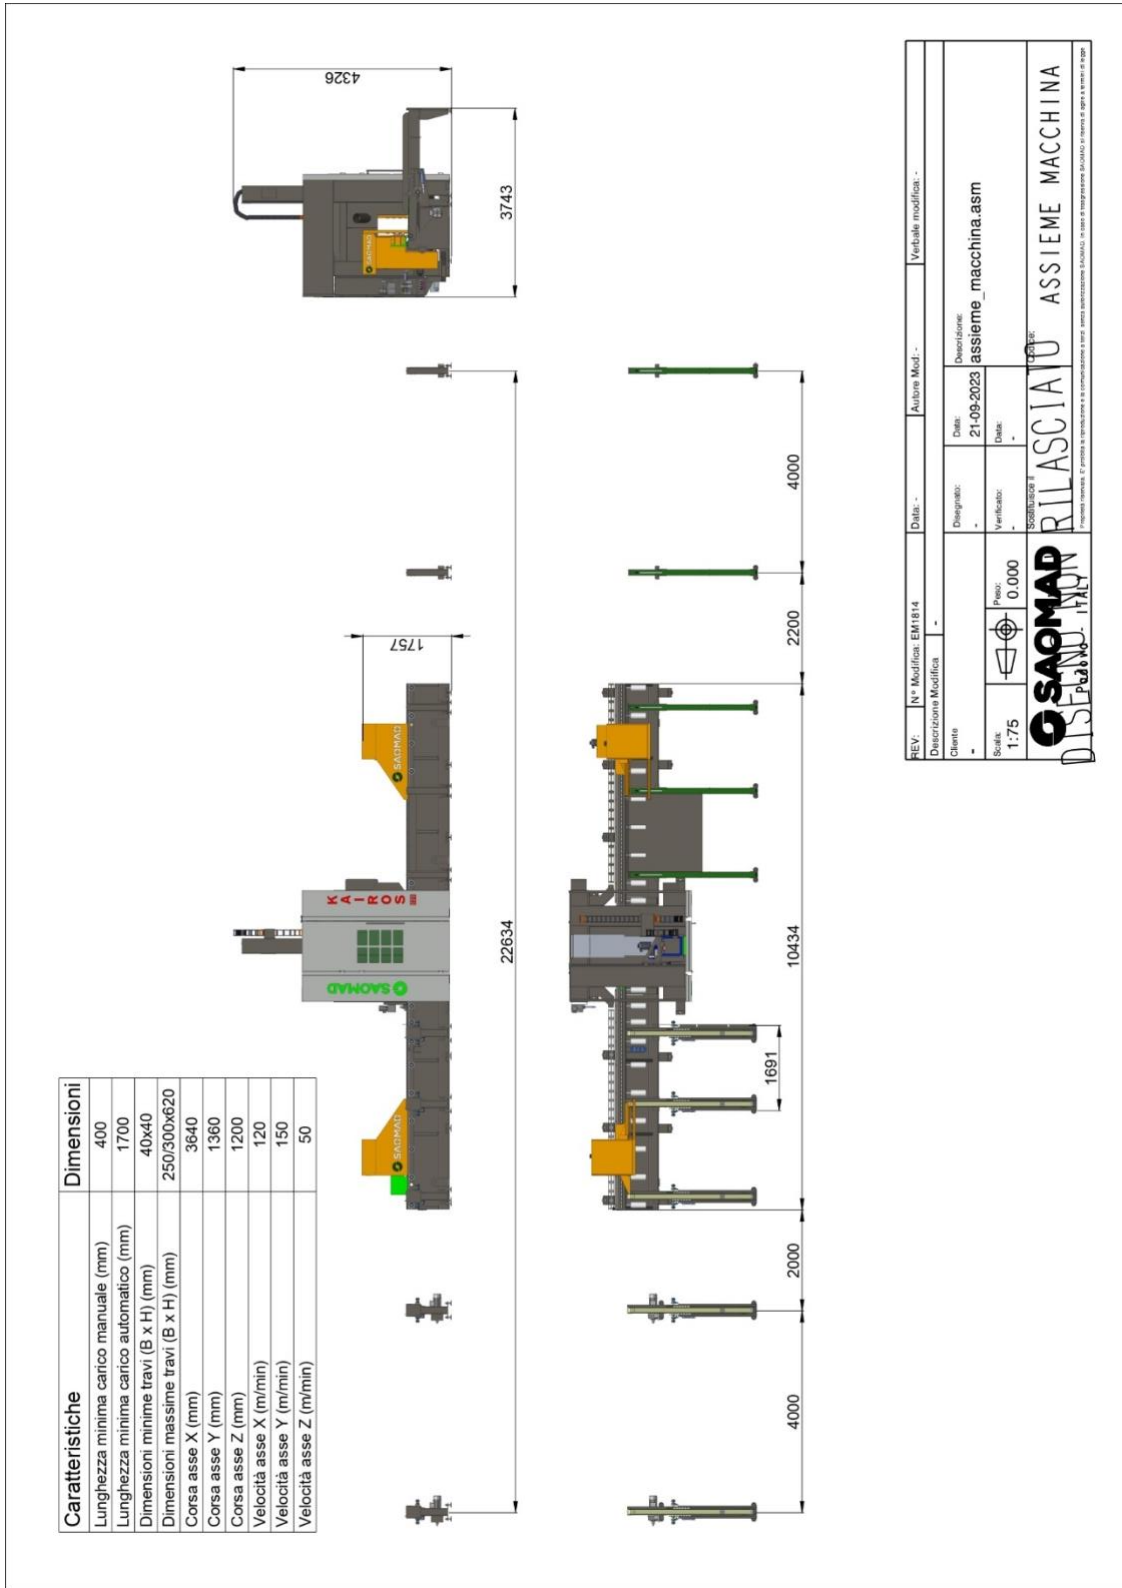 Caratteristiche Dimensioni
Lunghezza minima carico manuale (mm) 400
Lunghezza minima carico automatico (mm) 1700
Dimensioni minime travi (B x H) (mm) 40x40
Dimensioni massime travi (B x H) (mm) 250/300x620
Corsa asse X (mm) 3640
Corsa asse Y (mm) 1360
Corsa asse Z (mm) 1200
Velocità asse X (m/min) 120
Velocità asse Y (m/min) 150
Velocità asse Z (m/min) 50
4326
3743
SAOMAD
1757
SAOMAD
SAOMAD
KAIROS
SAOMAD
22634
4000
2000
1691
10434
2200
4000
REV: N° Modifica: EM1814 Data: - Autore Mod.: - Verbale modifica: -
Descrizione Modifica -
Cliente
-
Disegnato:
-
Data:
21-09-2023
Descrizione:
assieme_macchina.asm
Scala:
1:75
Peso:
0.000
Verificato:
-
Data:
-
SAOMAD
Padova - ITALY
Sostituisce il
Codice:
ASSIEME MACCHINA
DISEGNO NON RILASCIATO